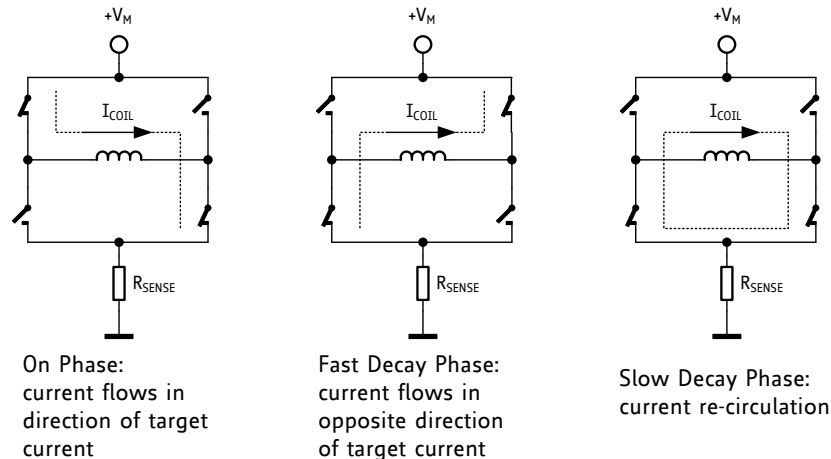 +VM
+VM
+VM
ICOIL
ICOIL
ICOIL
RSENSE
RSENSE
RSENSE
On Phase:
current flows in
direction of target
current
Fast Decay Phase:
current flows in
opposite direction
of target current
Slow Decay Phase:
current re-circulation